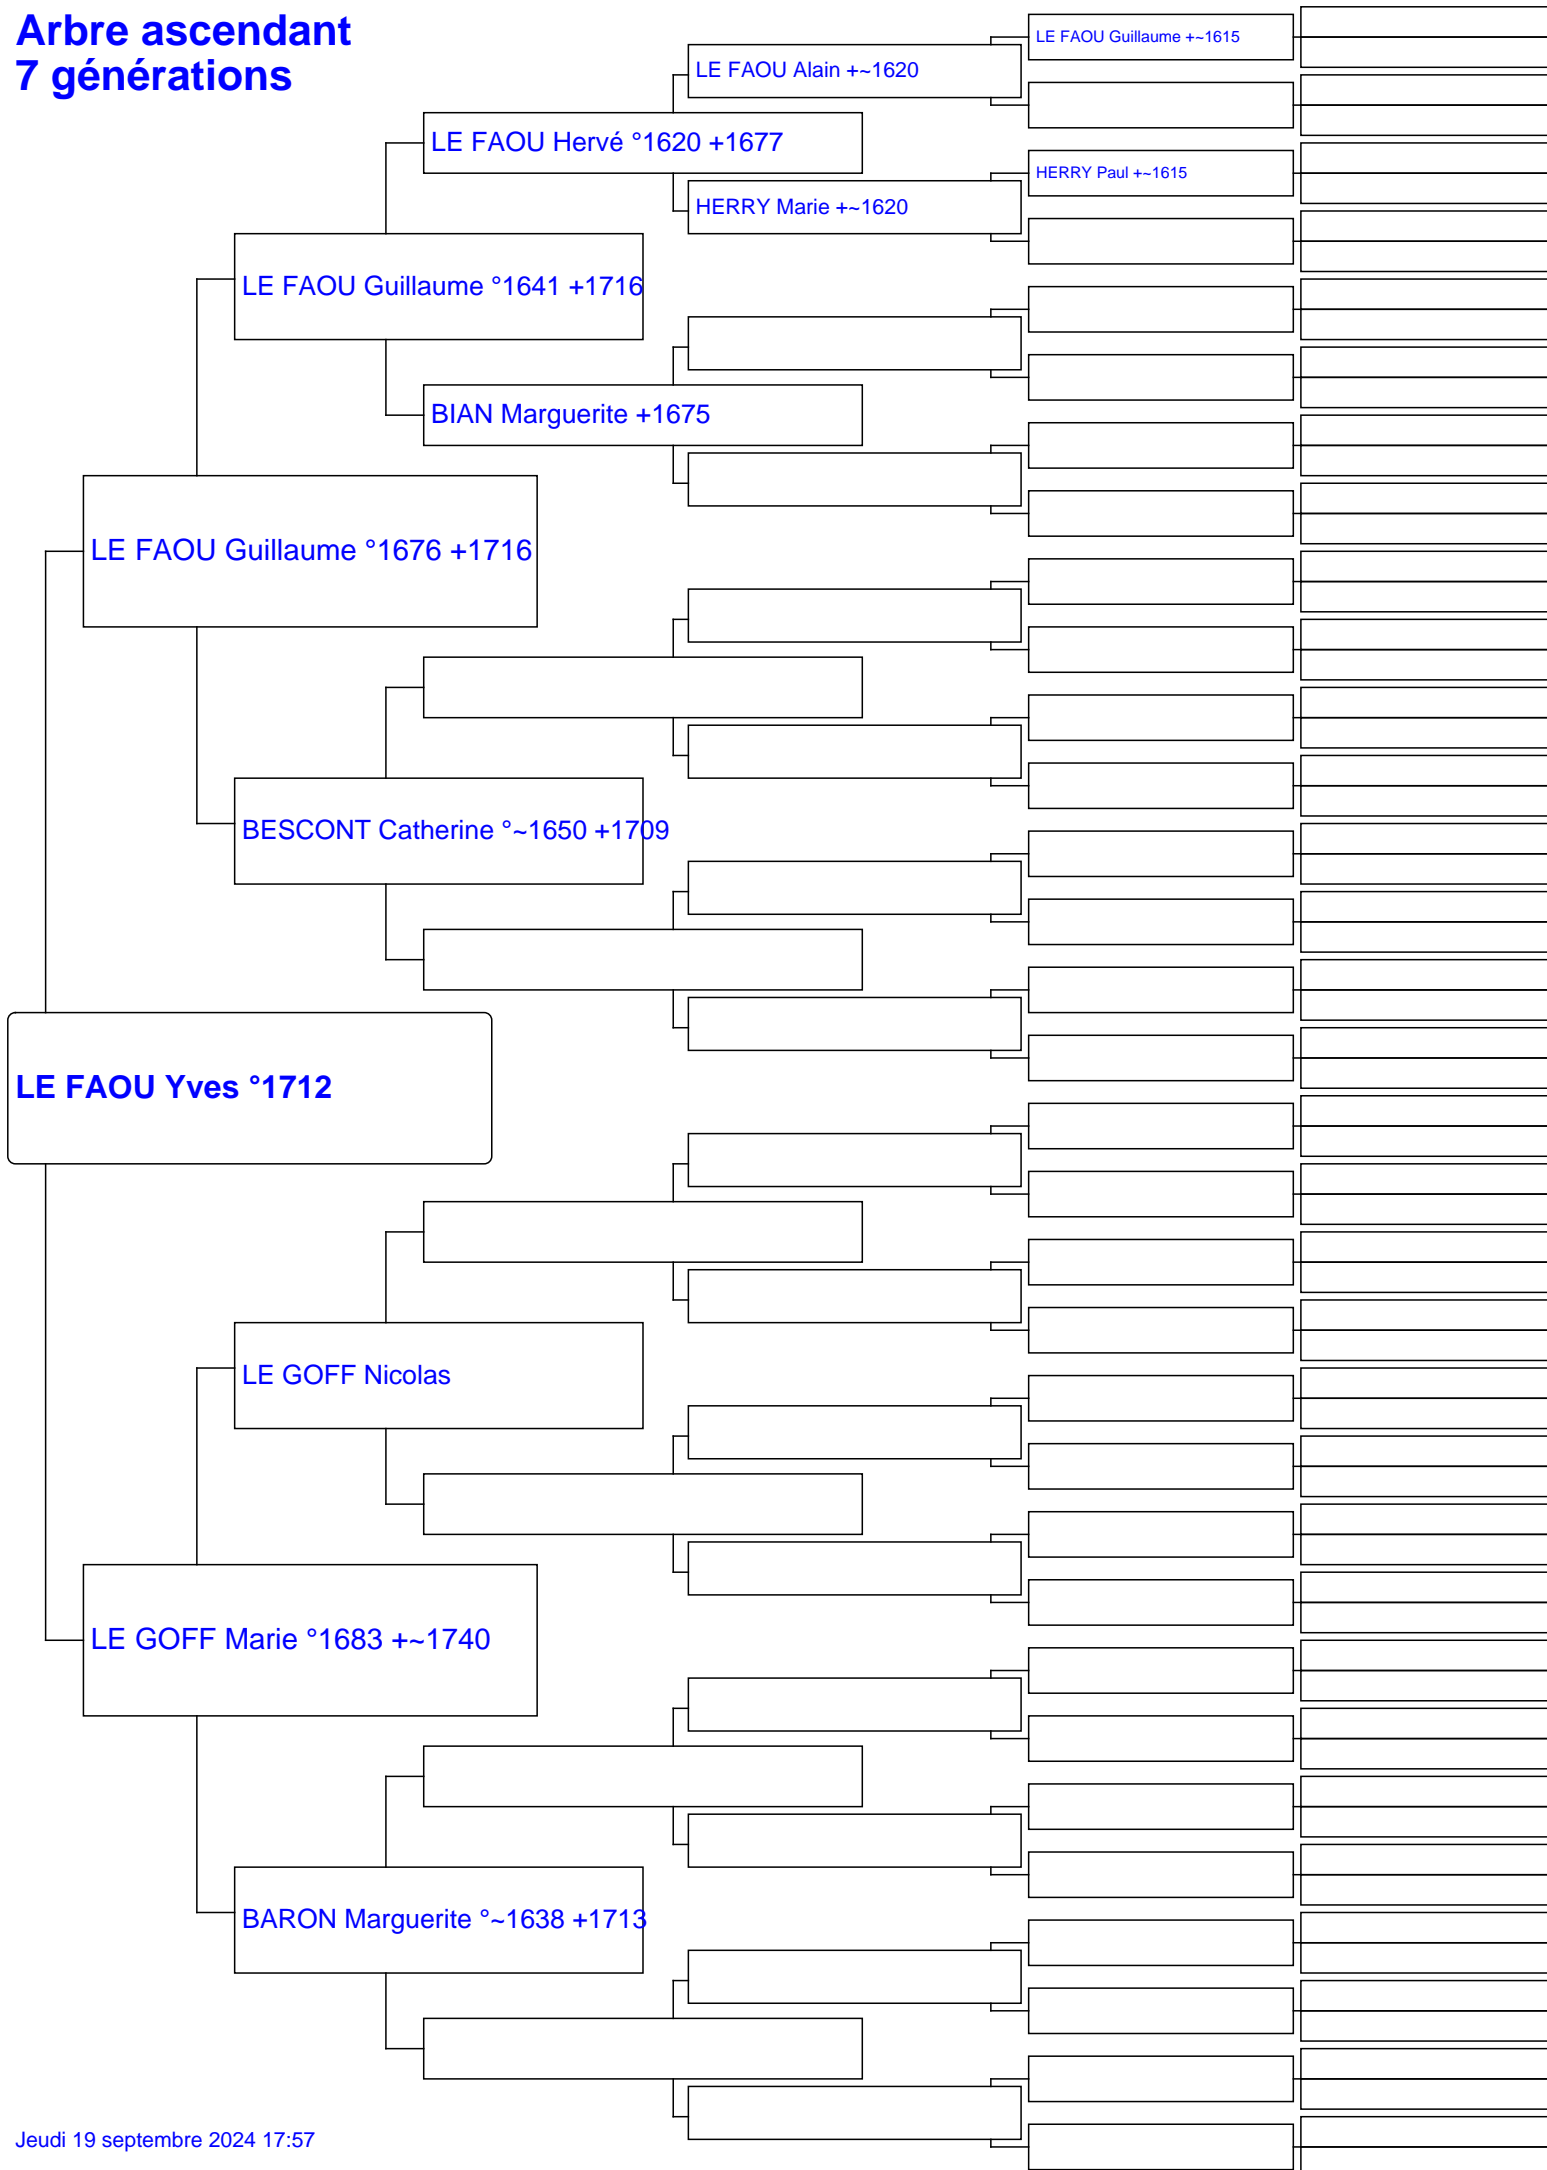 Arbre ascendant
7 générations
LE FAOU Guillaume +~1615
LE FAOU Alain +~1620
LE FAOU Hervé °1620 +1677
HERRY Paul +~1615
HERRY Marie +~1620
LE FAOU Guillaume °1641 +1716
BIAN Marguerite +1675
LE FAOU Guillaume °1676 +1716
BESCONT Catherine °~1650 +1709
LE FAOU Yves °1712
LE GOFF Nicolas
LE GOFF Marie °1683 +~1740
BARON Marguerite °~1638 +1713
Jeudi 19 septembre 2024 17:57